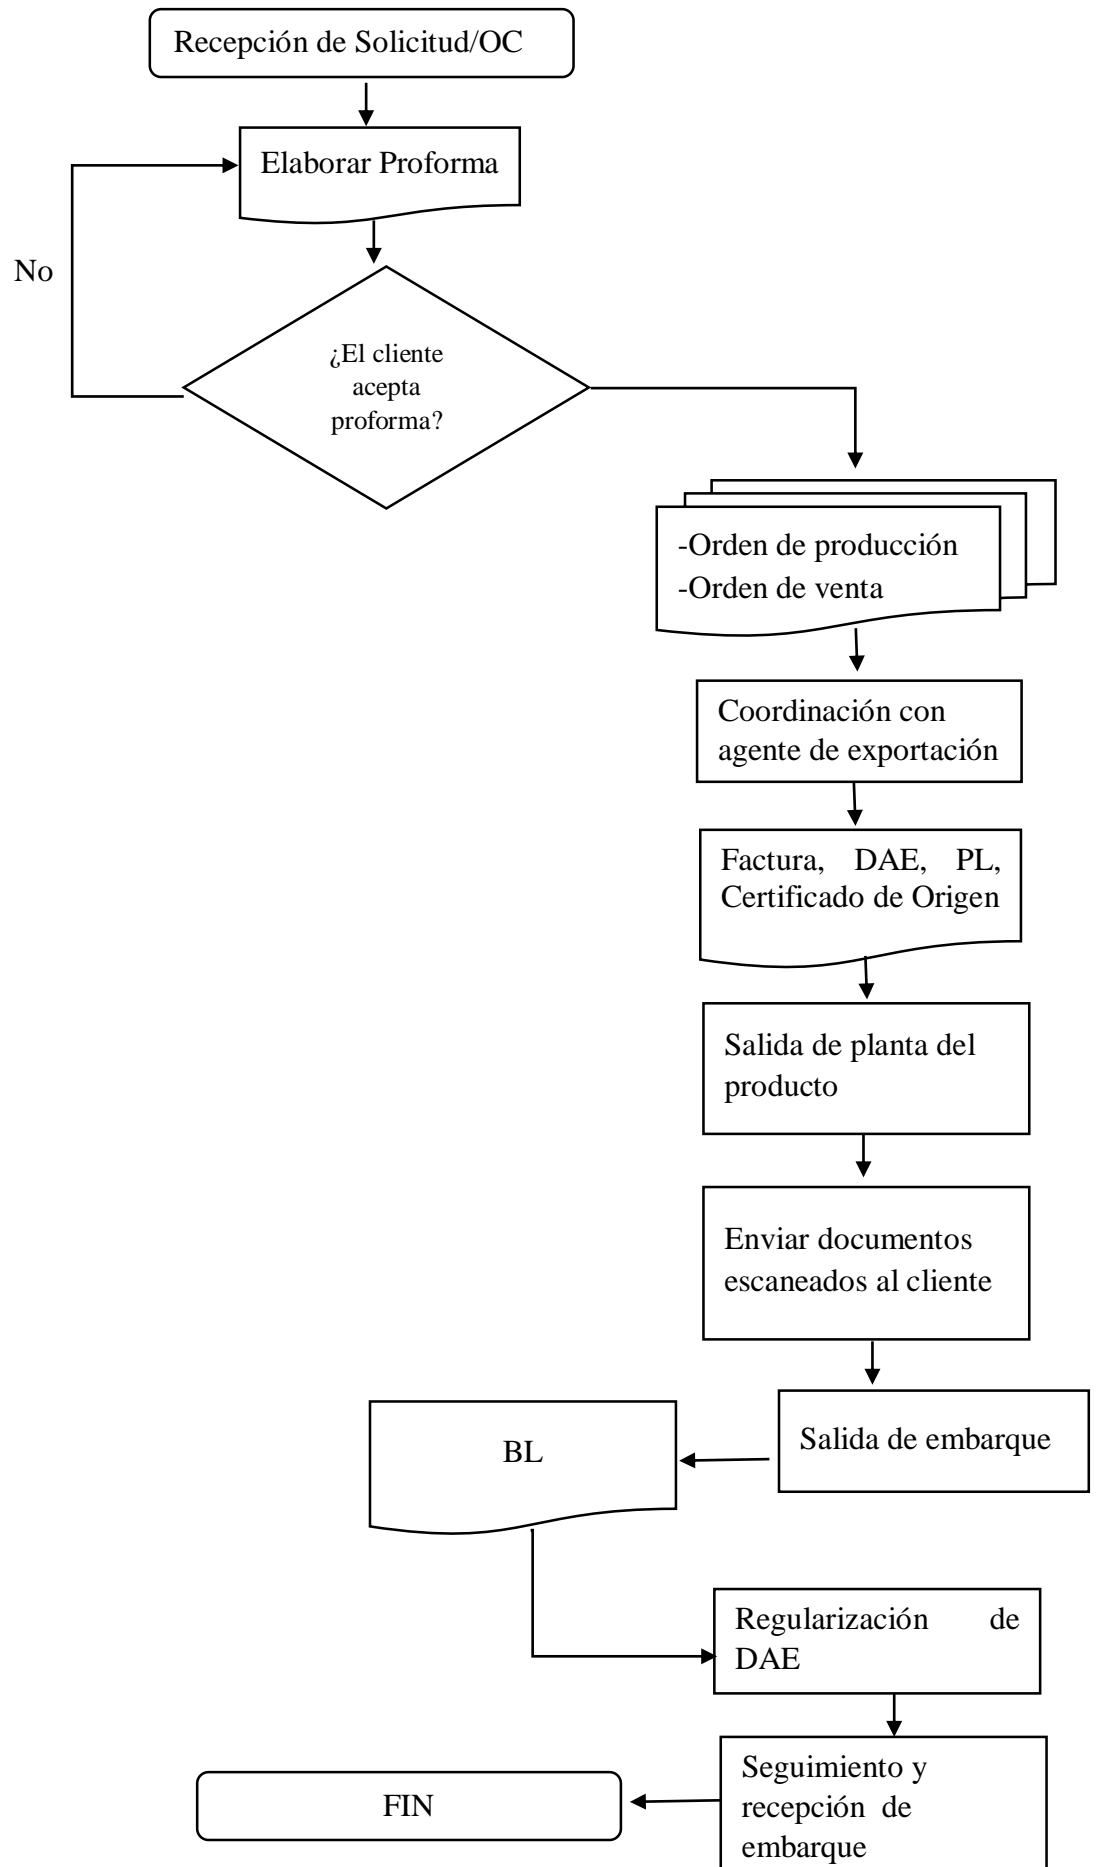 Recepción de Solicitud/OC
Elaborar Proforma
No
¿El cliente
acepta
proforma?
-Orden de producción
-Orden de venta
Coordinación con
agente de exportación
Factura, DAE, PL,
Certificado de Origen
Salida de planta del
producto
Enviar documentos
escaneados al cliente
Salida de embarque
BL
Regularización de
DAE
Seguimiento y
recepción de
embarque
FIN